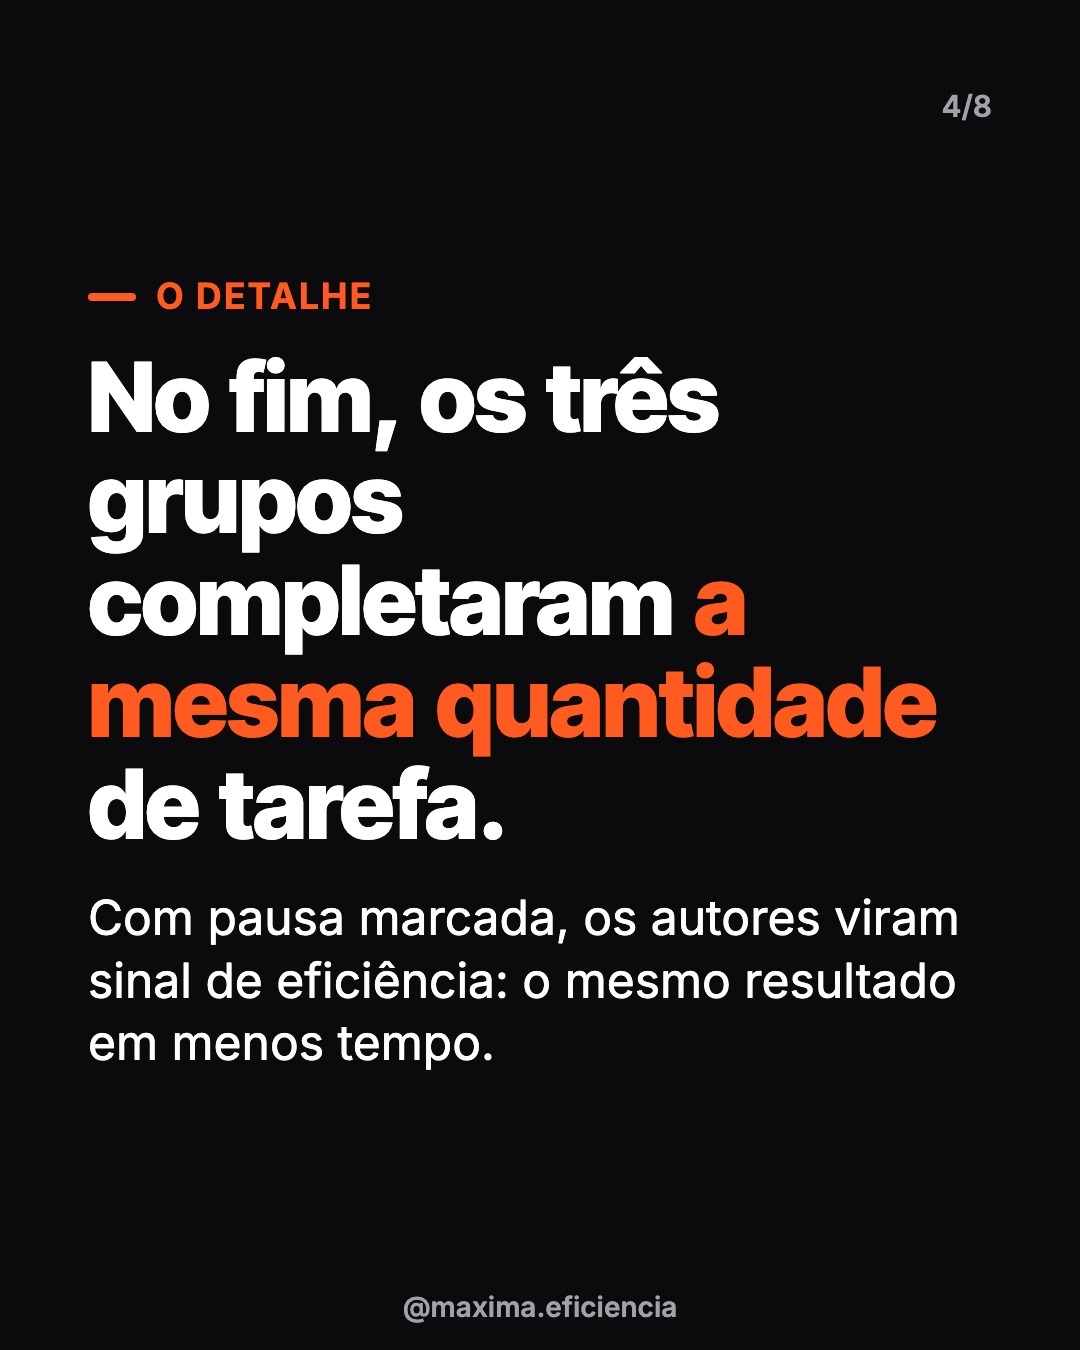 4/8
O DETALHE
No fim, os três
grupos
completaram a
mesma quantidade
de tarefa.
Com pausa marcada, os autores viram
sinal de eficiência: o mesmo resultado
em menos tempo.
@maxima.eficiencia